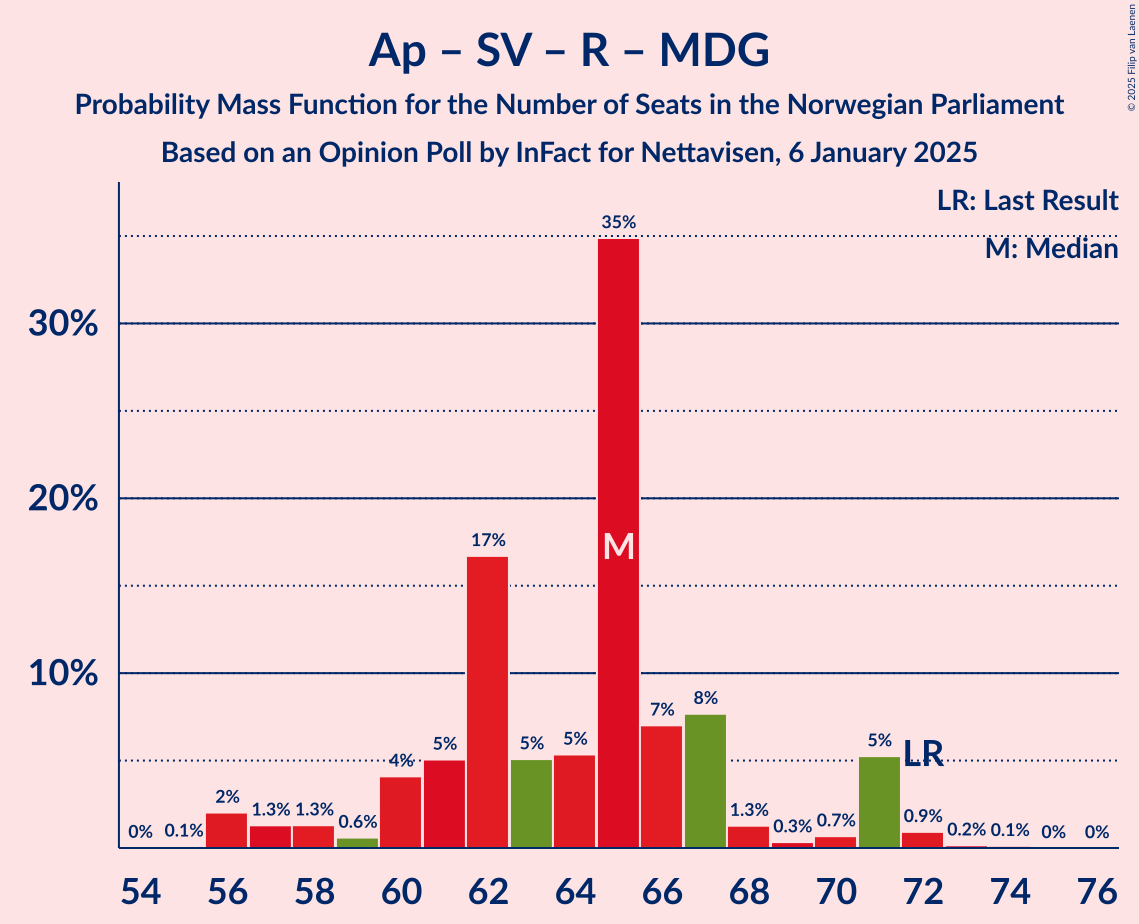 Ap – SV – R – MDG
Probability Mass Function for the Number of Seats in the Norwegian Parliament
Based on an Opinion Poll by InFact for Nettavisen, 6 January 2025
© 2025 Filip van Laenen
LR: Last Result
M: Median
30%
20%
10%
0%
0.1%
2%
1.3%
1.3%
0.6%
4%
5%
17%
5%
5%
35%
M
7%
8%
1.3%
0.3%
0.7%
5%
LR
0.9%
0.2%
0.1%
0%
0%
54 56 58 60 62 64 66 68 70 72 74 76